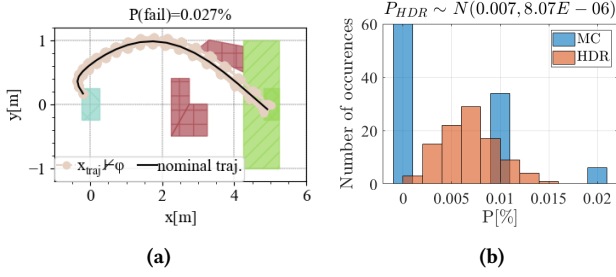 P(fail)=0.027%
y[m]
1
0
−1
x_traj ⊬ φ
nominal traj.
0 2 4 6
x[m]
(a)
P_HDR ∼ N(0.007, 8.07E − 06)
Number of occurences
60
40
20
0
MC
HDR
0 0.005 0.01 0.015 0.02
P[%]
(b)